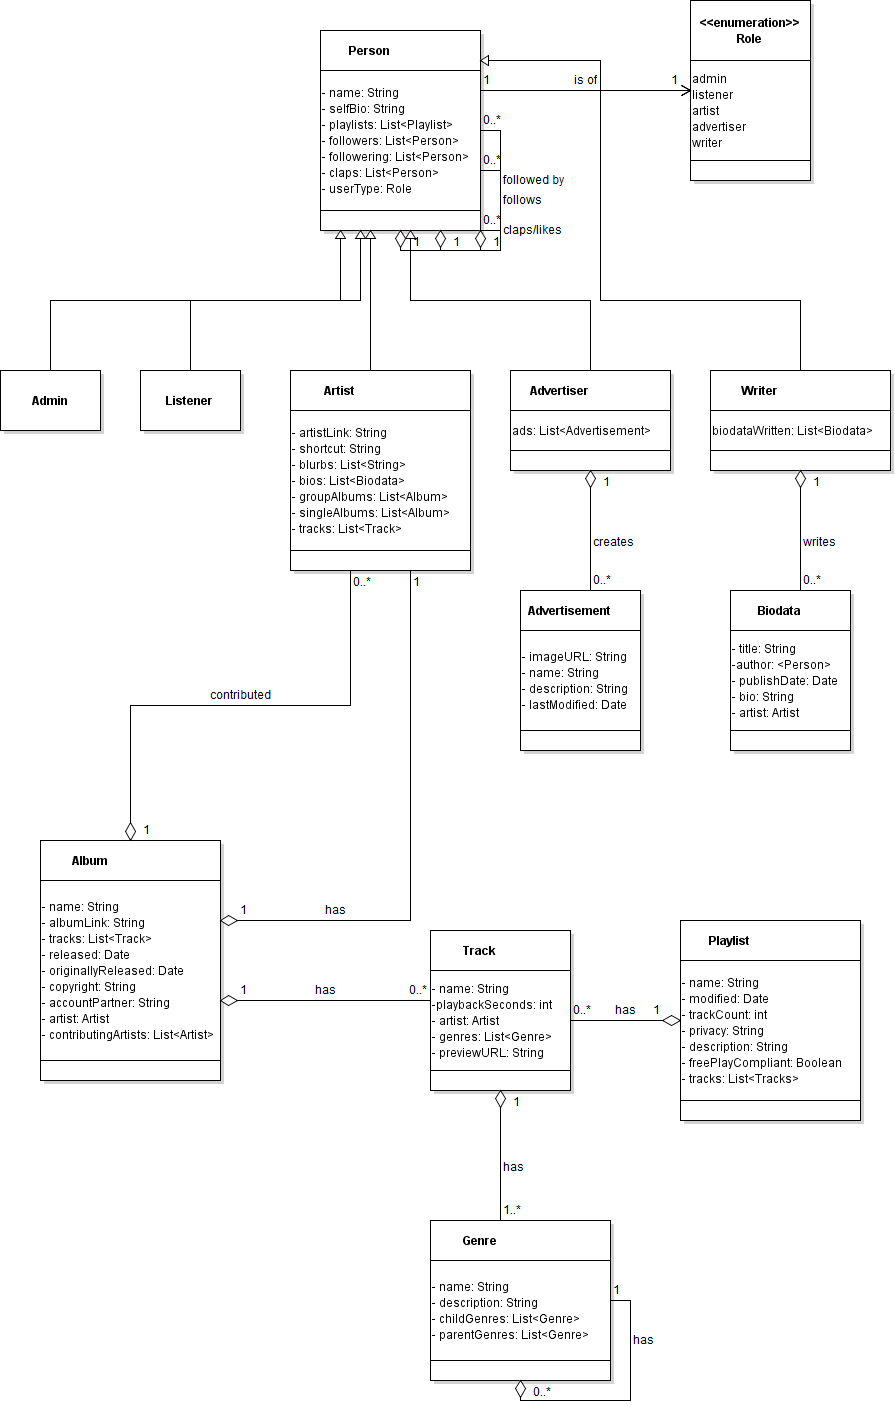 <<enumeration>>
Role
admin
listener
artist
advertiser
writer
Person
- name: String
- selfBio: String
- playlists: List<Playlist>
- followers: List<Person>
- followering: List<Person>
- claps: List<Person>
- userType: Role
1
is of
1
0..*
0..*
followed by
follows
0..*
claps/likes
1
1
1
Admin
Listener
Artist
- artistLink: String
- shortcut: String
- blurbs: List<String>
- bios: List<Biodata>
- groupAlbums: List<Album>
- singleAlbums: List<Album>
- tracks: List<Track>
Advertiser
ads: List<Advertisement>
Writer
biodataWritten: List<Biodata>
1
creates
0..*
1
writes
0..*
Advertisement
- imageURL: String
- name: String
- description: String
- lastModified: Date
Biodata
- title: String
-author: <Person>
- publishDate: Date
- bio: String
- artist: Artist
0..*
1
contributed
1
Album
- name: String
- albumLink: String
- tracks: List<Track>
- released: Date
- originallyReleased: Date
- copyright: String
- accountPartner: String
- artist: Artist
- contributingArtists: List<Artist>
1
has
1
has
0..*
Track
- name: String
-playbackSeconds: int
- artist: Artist
- genres: List<Genre>
- previewURL: String
0..*
has
1
Playlist
- name: String
- modified: Date
- trackCount: int
- privacy: String
- description: String
- freePlayCompliant: Boolean
- tracks: List<Tracks>
1
has
1..*
Genre
- name: String
- description: String
- childGenres: List<Genre>
- parentGenres: List<Genre>
1
has
0..*